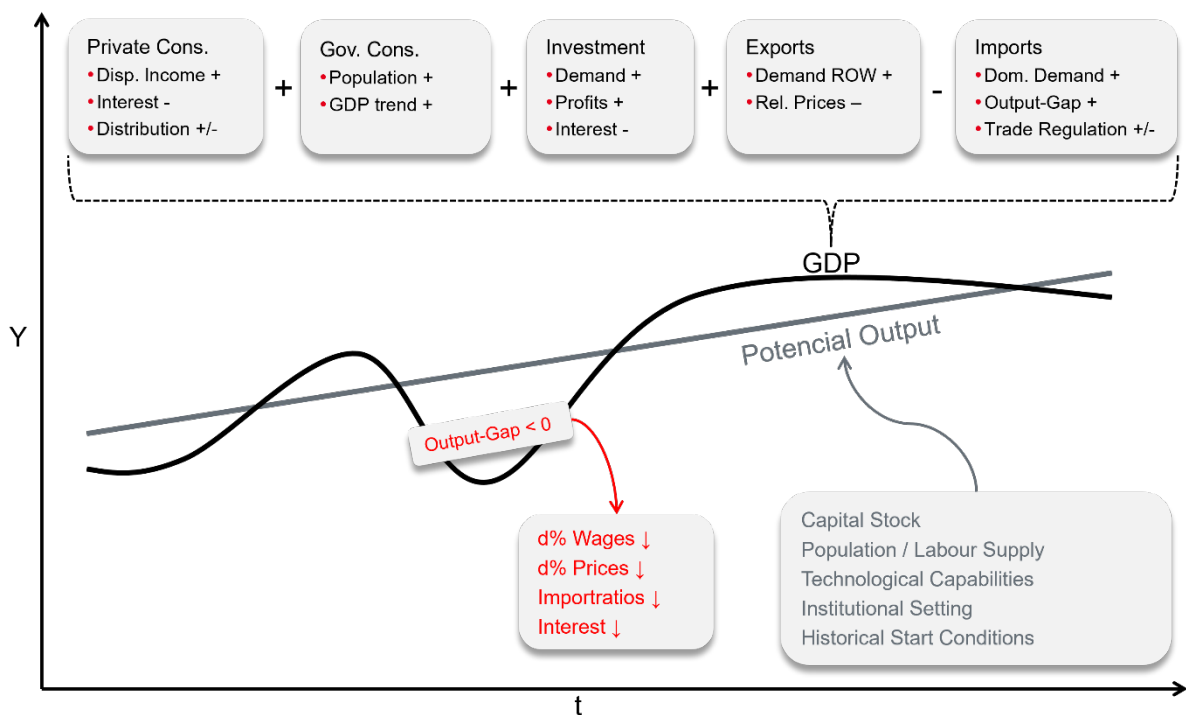 Private Cons.
•Disp. Income +
•Interest -
•Distribution +/-
+
Gov. Cons.
•Population +
•GDP trend +
+
Investment
•Demand +
•Profits +
•Interest -
+
Exports
•Demand ROW +
•Rel. Prices –
-
Imports
•Dom. Demand +
•Output-Gap +
•Trade Regulation +/-
GDP
Y
Potencial Output
Output-Gap < 0
d% Wages ↓
d% Prices ↓
Importratios ↓
Interest ↓
Capital Stock
Population / Labour Supply
Technological Capabilities
Institutional Setting
Historical Start Conditions
t